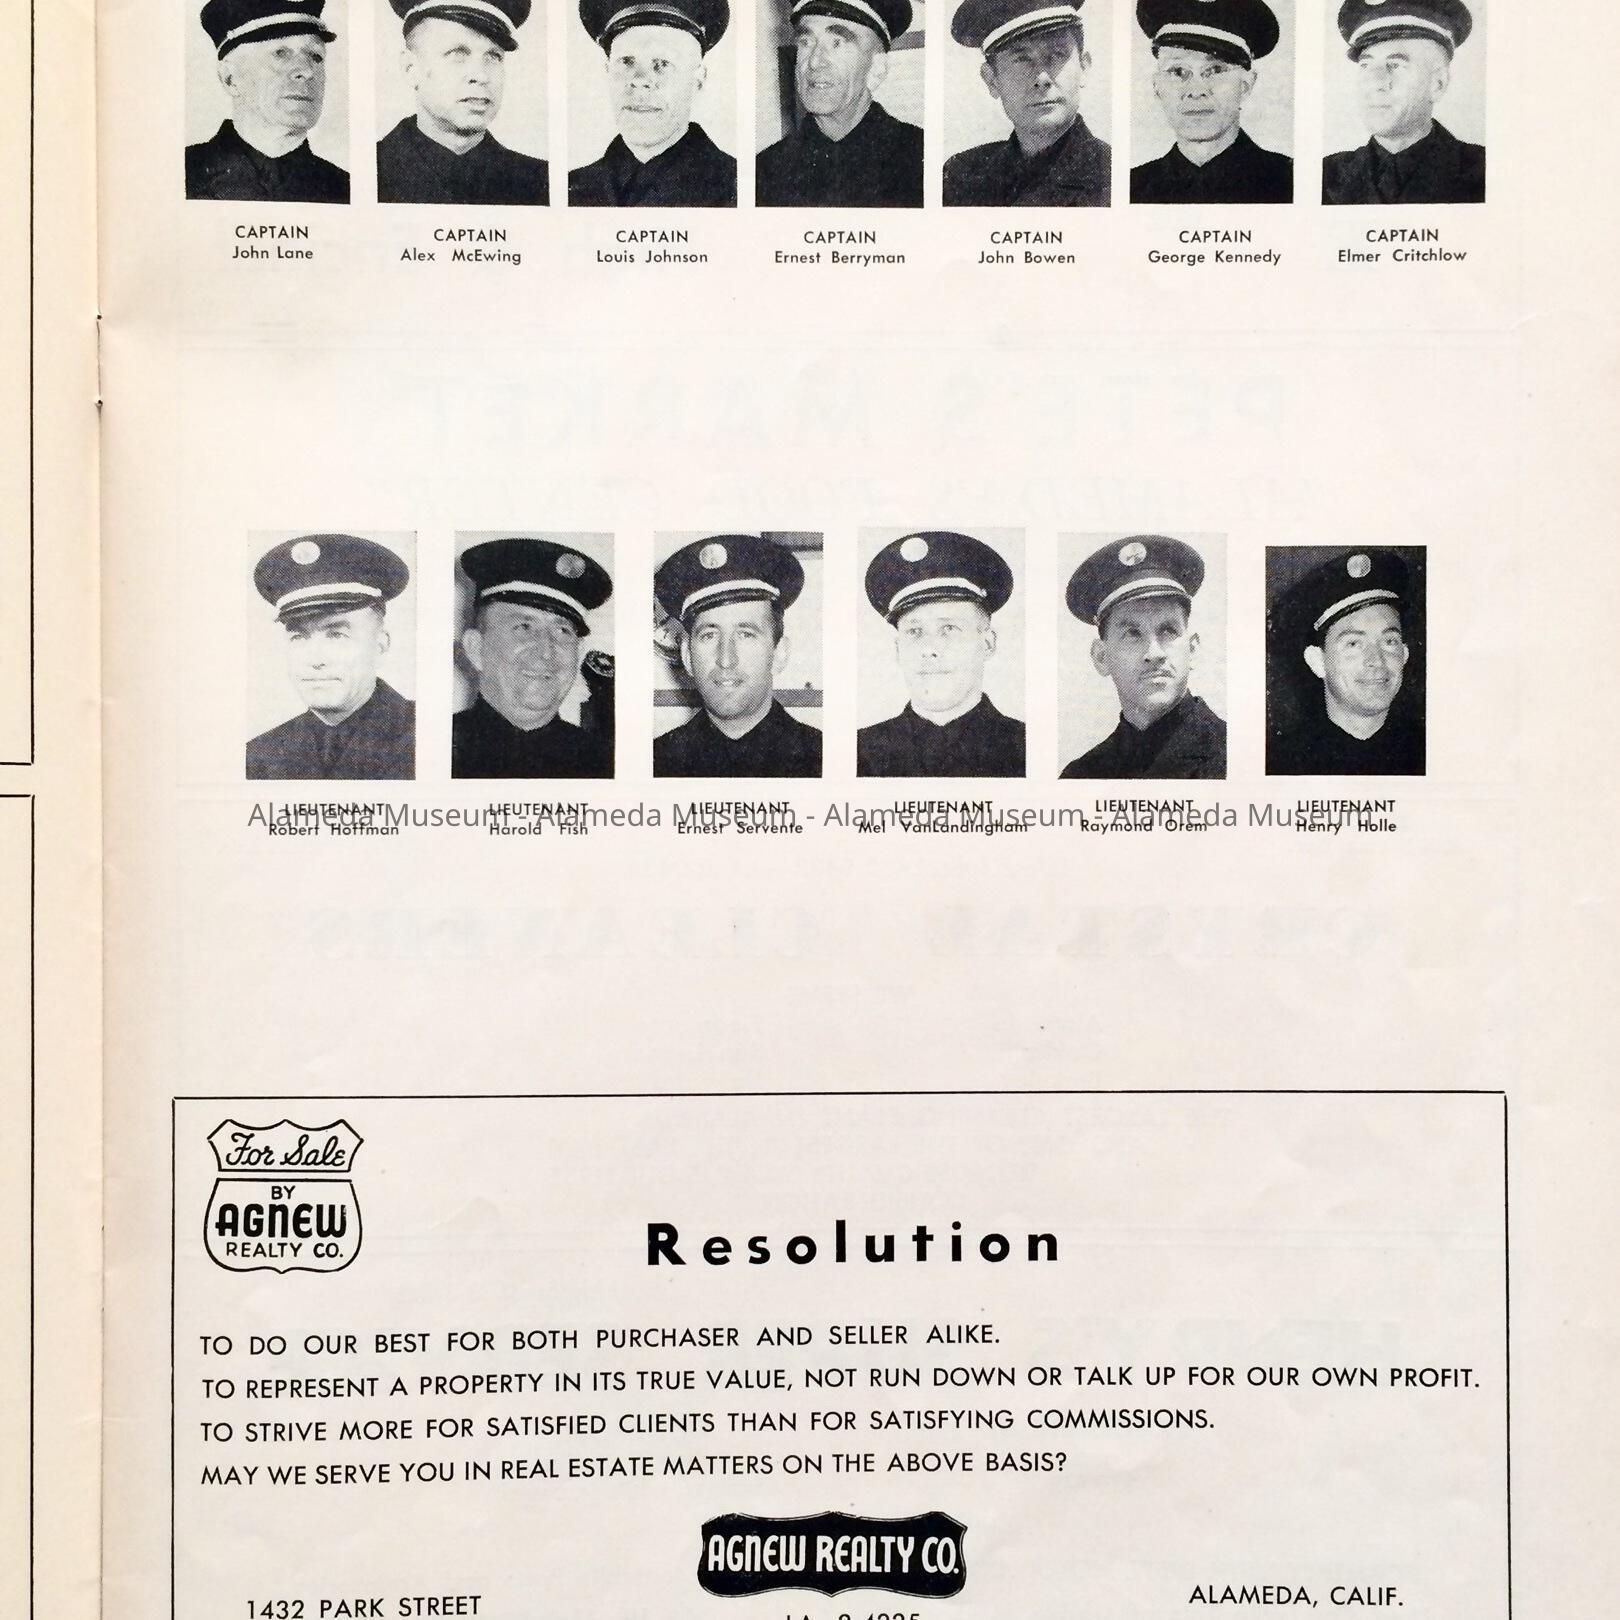 CAPTAIN
John Lane
CAPTAIN
Alex McEwing
CAPTAIN
Louis Johnson
CAPTAIN
Ernest Berryman
CAPTAIN
John Bowen
CAPTAIN
George Kennedy
CAPTAIN
Elmer Critchlow
LIEUTENANT
Robert Hoffman
LIEUTENANT
Harold Fish
LIEUTENANT
Ernest Servente
LIEUTENANT
Mel VanLandingham
LIEUTENANT
Raymond Orem
LIEUTENANT
Henry Holle
Alameda Museum - Alameda Museum - Alameda Museum - Alameda Museum
For Sale
BY
AGNEW
REALTY CO.
Resolution
TO DO OUR BEST FOR BOTH PURCHASER AND SELLER ALIKE.
TO REPRESENT A PROPERTY IN ITS TRUE VALUE, NOT RUN DOWN OR TALK UP FOR OUR OWN PROFIT.
TO STRIVE MORE FOR SATISFIED CLIENTS THAN FOR SATISFYING COMMISSIONS.
MAY WE SERVE YOU IN REAL ESTATE MATTERS ON THE ABOVE BASIS?
AGNEW REALTY CO.
1432 PARK STREET
ALAMEDA, CALIF.